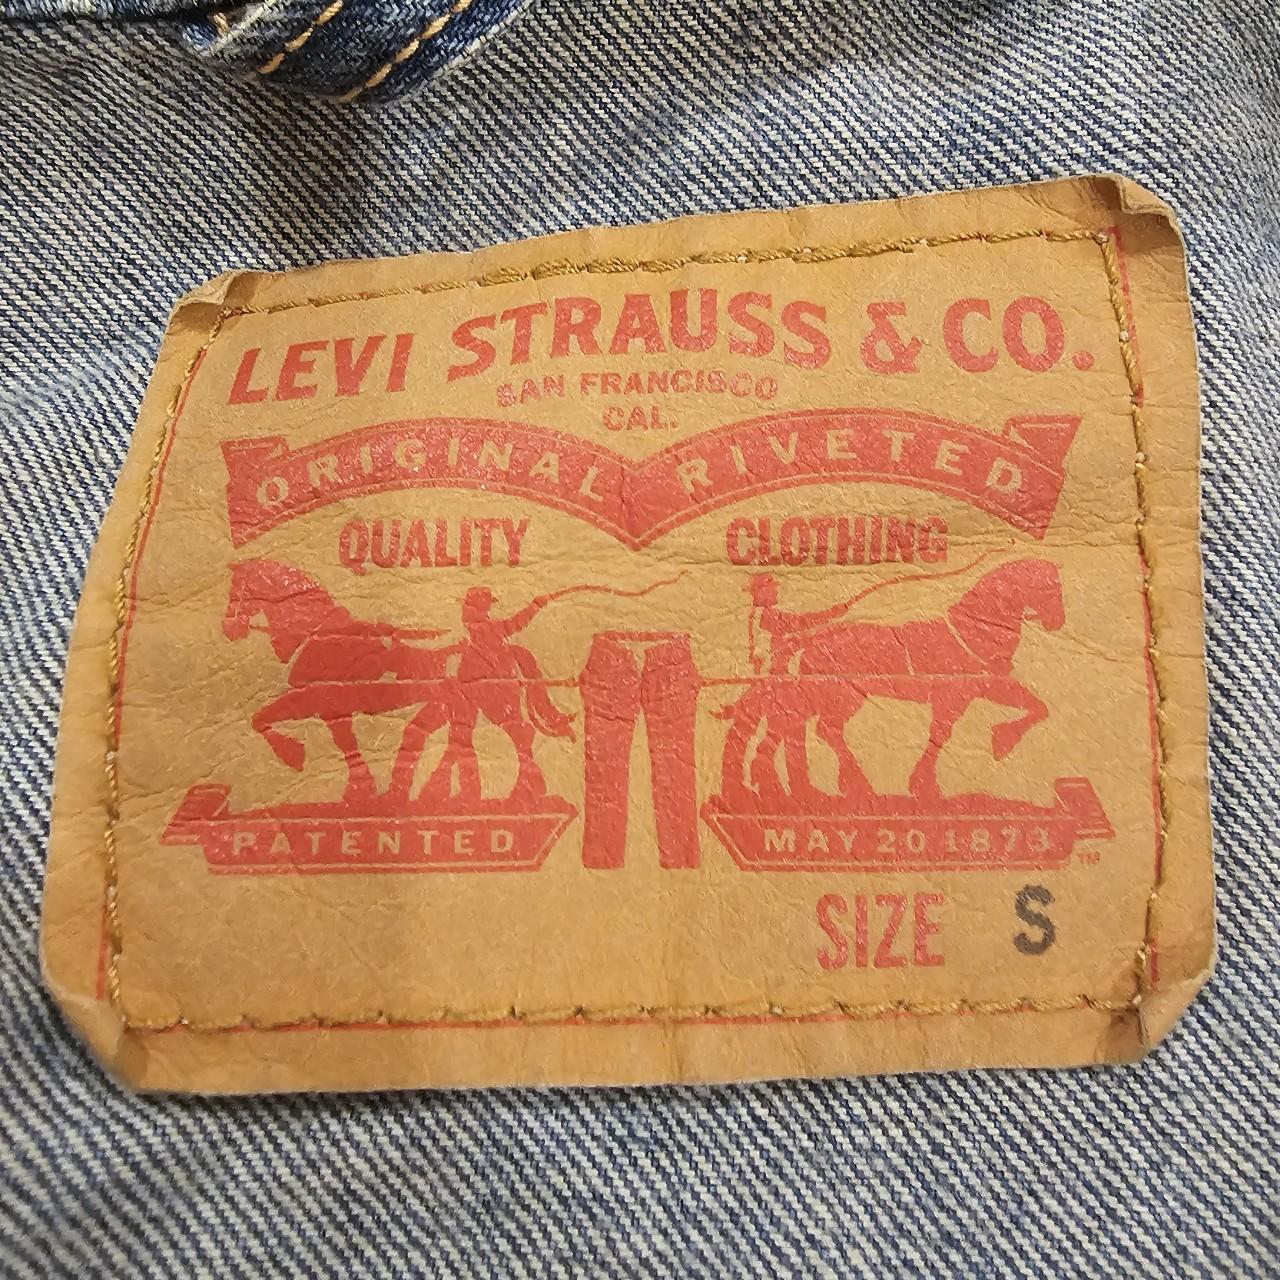 LEVI STRAUSS & CO.
SAN FRANCISCO
CAL.
ORIGINAL RIVETED
QUALITY CLOTHING
PATENTED MAY 20 1873 TM
SIZE S